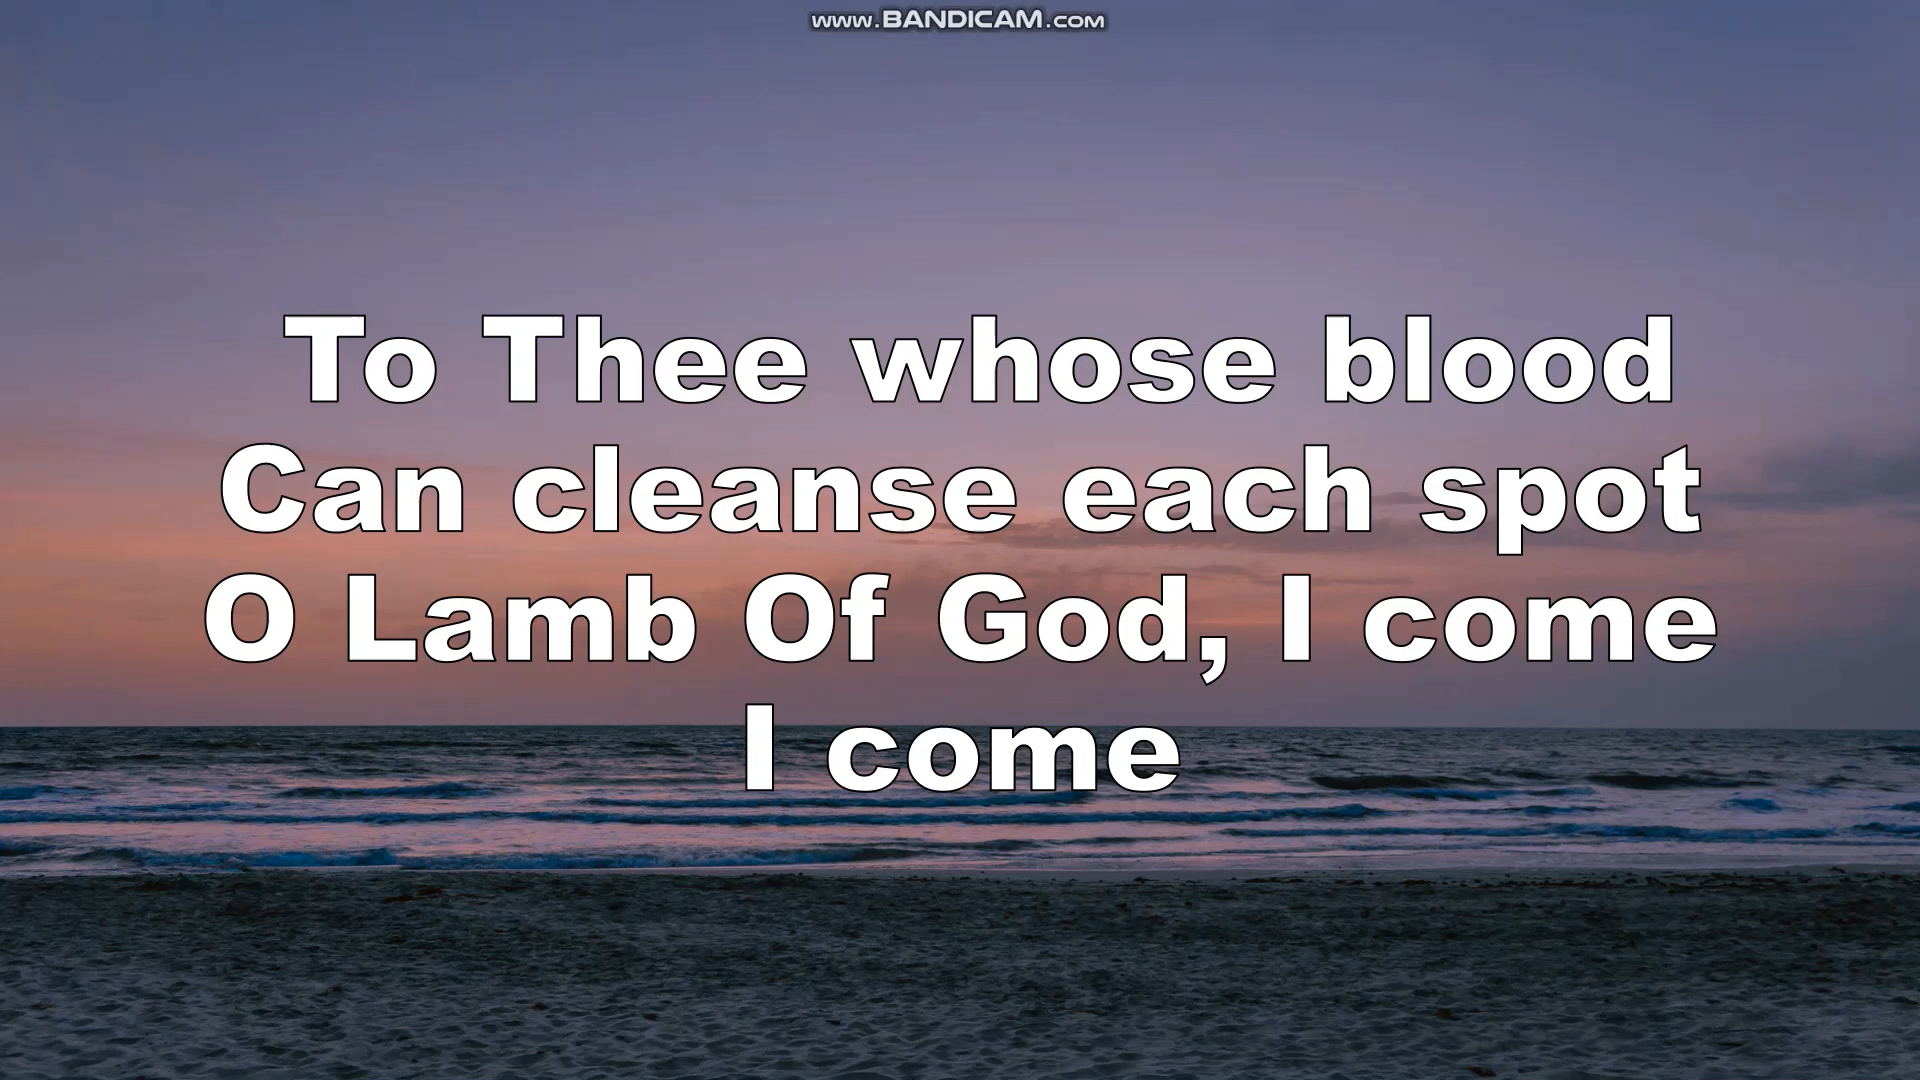 www.BANDICAM.com
To Thee whose blood
Can cleanse each spot
O Lamb Of God, I come
I come